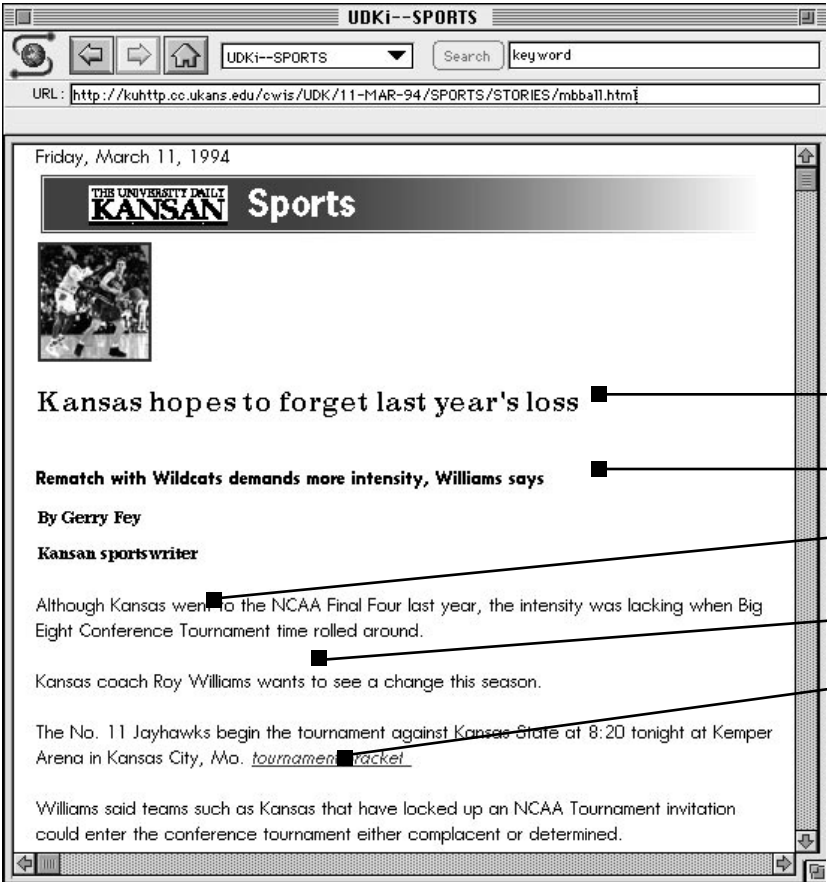 UDKi--SPORTS
UDKi--SPORTS
Search
keyword
URL: http://kuhttp.cc.ukans.edu/cwis/UDK/11-MAR-94/SPORTS/STORIES/mbball.html
Friday, March 11, 1994
THE UNIVERSITY DAILY
KANSAN
Sports
Kansas hopes to forget last year's loss
Rematch with Wildcats demands more intensity, Williams says
By Gerry Fey
Kansan sportswriter
Although Kansas went to the NCAA Final Four last year, the intensity was lacking when Big
Eight Conference Tournament time rolled around.
Kansas coach Roy Williams wants to see a change this season.
The No. 11 Jayhawks begin the tournament against Kansas State at 8:20 tonight at Kemper
Arena in Kansas City, Mo. tournament bracket
Williams said teams such as Kansas that have locked up an NCAA Tournament invitation
could enter the conference tournament either complacent or determined.